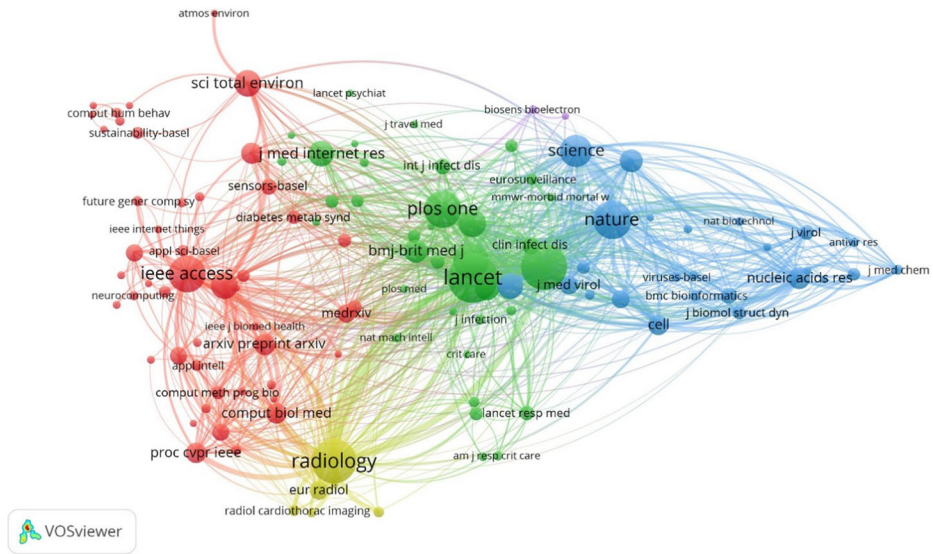 atmos environ
sci total environ
lancet psychiat
comput hum behav
biosens bioelectron
j travel med
sustainability-basel
j med internet res
science
int j infect dis
sensors-basel
eurosurveillance
future gener comp sy
mmwr-morbid mortal w
plos one
diabetes metab synd
nature
nat biotechnol
ieee internet things
j virol
appl sci-basel
bmj-brit med j
clin infect dis
antivir res
ieee access
lancet
viruses-basel
nucleic acids res
j med chem
neurocomputing
plos med
j med virol
bmc bioinformatics
medrxiv
j infection
j biomol struct dyn
ieee j biomed health
cell
arxiv preprint arxiv
nat mach intell
crit care
appl intell
comput meth prog bio
comput biol med
lancet resp med
proc cvpr ieee
radiology
am j resp crit care
eur radiol
radiol cardiothorac imaging
VOSviewer